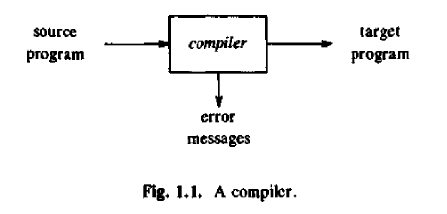 source
program
compiler
target
program
error
messages
Fig. 1.1. A compiler.